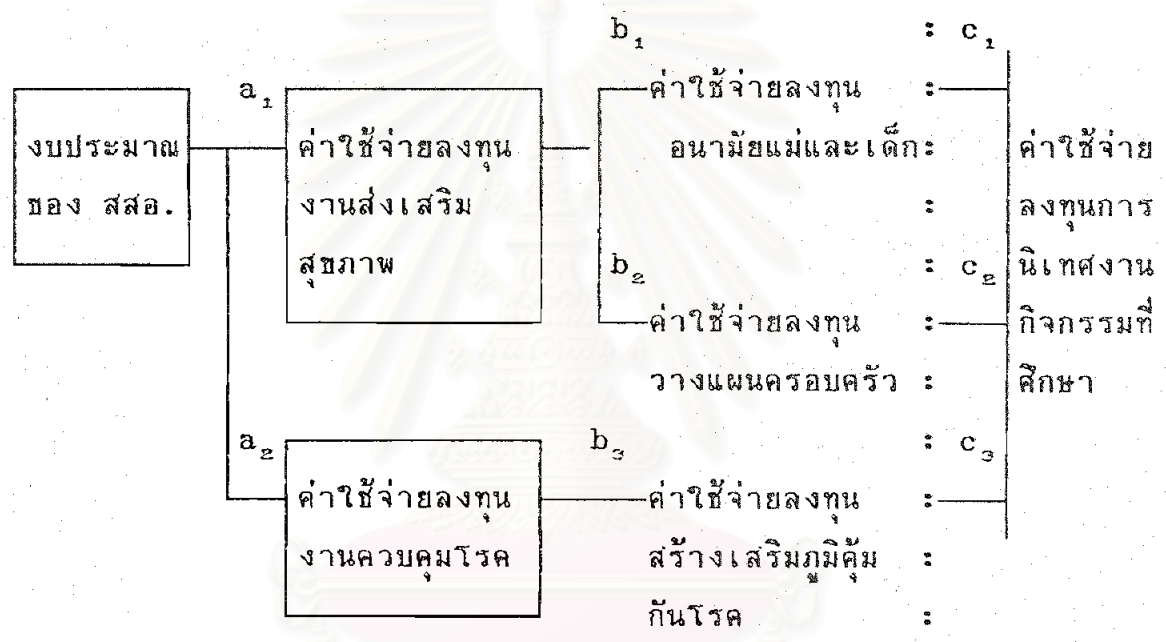 b₁ : c₁
a₁ ค่าใช้จ่ายลงทุน :
งบประมาณ ค่าใช้จ่ายลงทุน อนามัยแม่และเด็ก: ค่าใช้จ่าย
ของ สสอ. งานส่งเสริม : ลงทุนการ
สุขภาพ b₂ : c₂ นิเทศงาน
ค่าใช้จ่ายลงทุน : กิจกรรมที่
วางแผนครอบครัว : ศึกษา
a₂ b₃ : c₃
ค่าใช้จ่ายลงทุน ค่าใช้จ่ายลงทุน :
งานควบคุมโรค สร้างเสริมภูมิคุ้ม :
กันโรค :